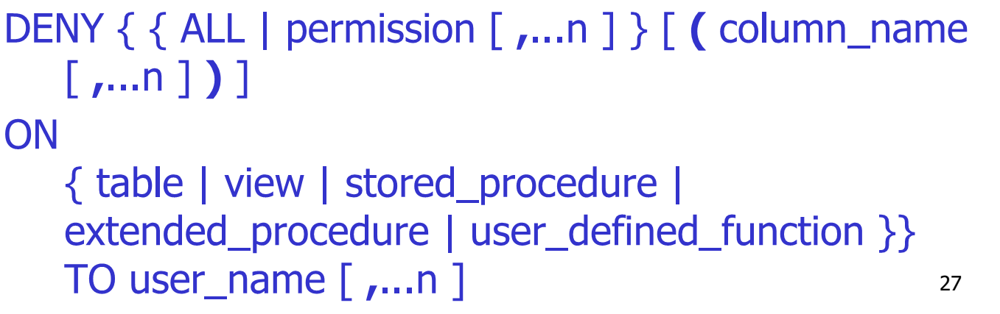 DENY { { ALL | permission [ ,...n ] } [ ( column_name
[ ,...n ] ) ]
ON
{ table | view | stored_procedure |
extended_procedure | user_defined_function }}
TO user_name [ ,...n ]
27